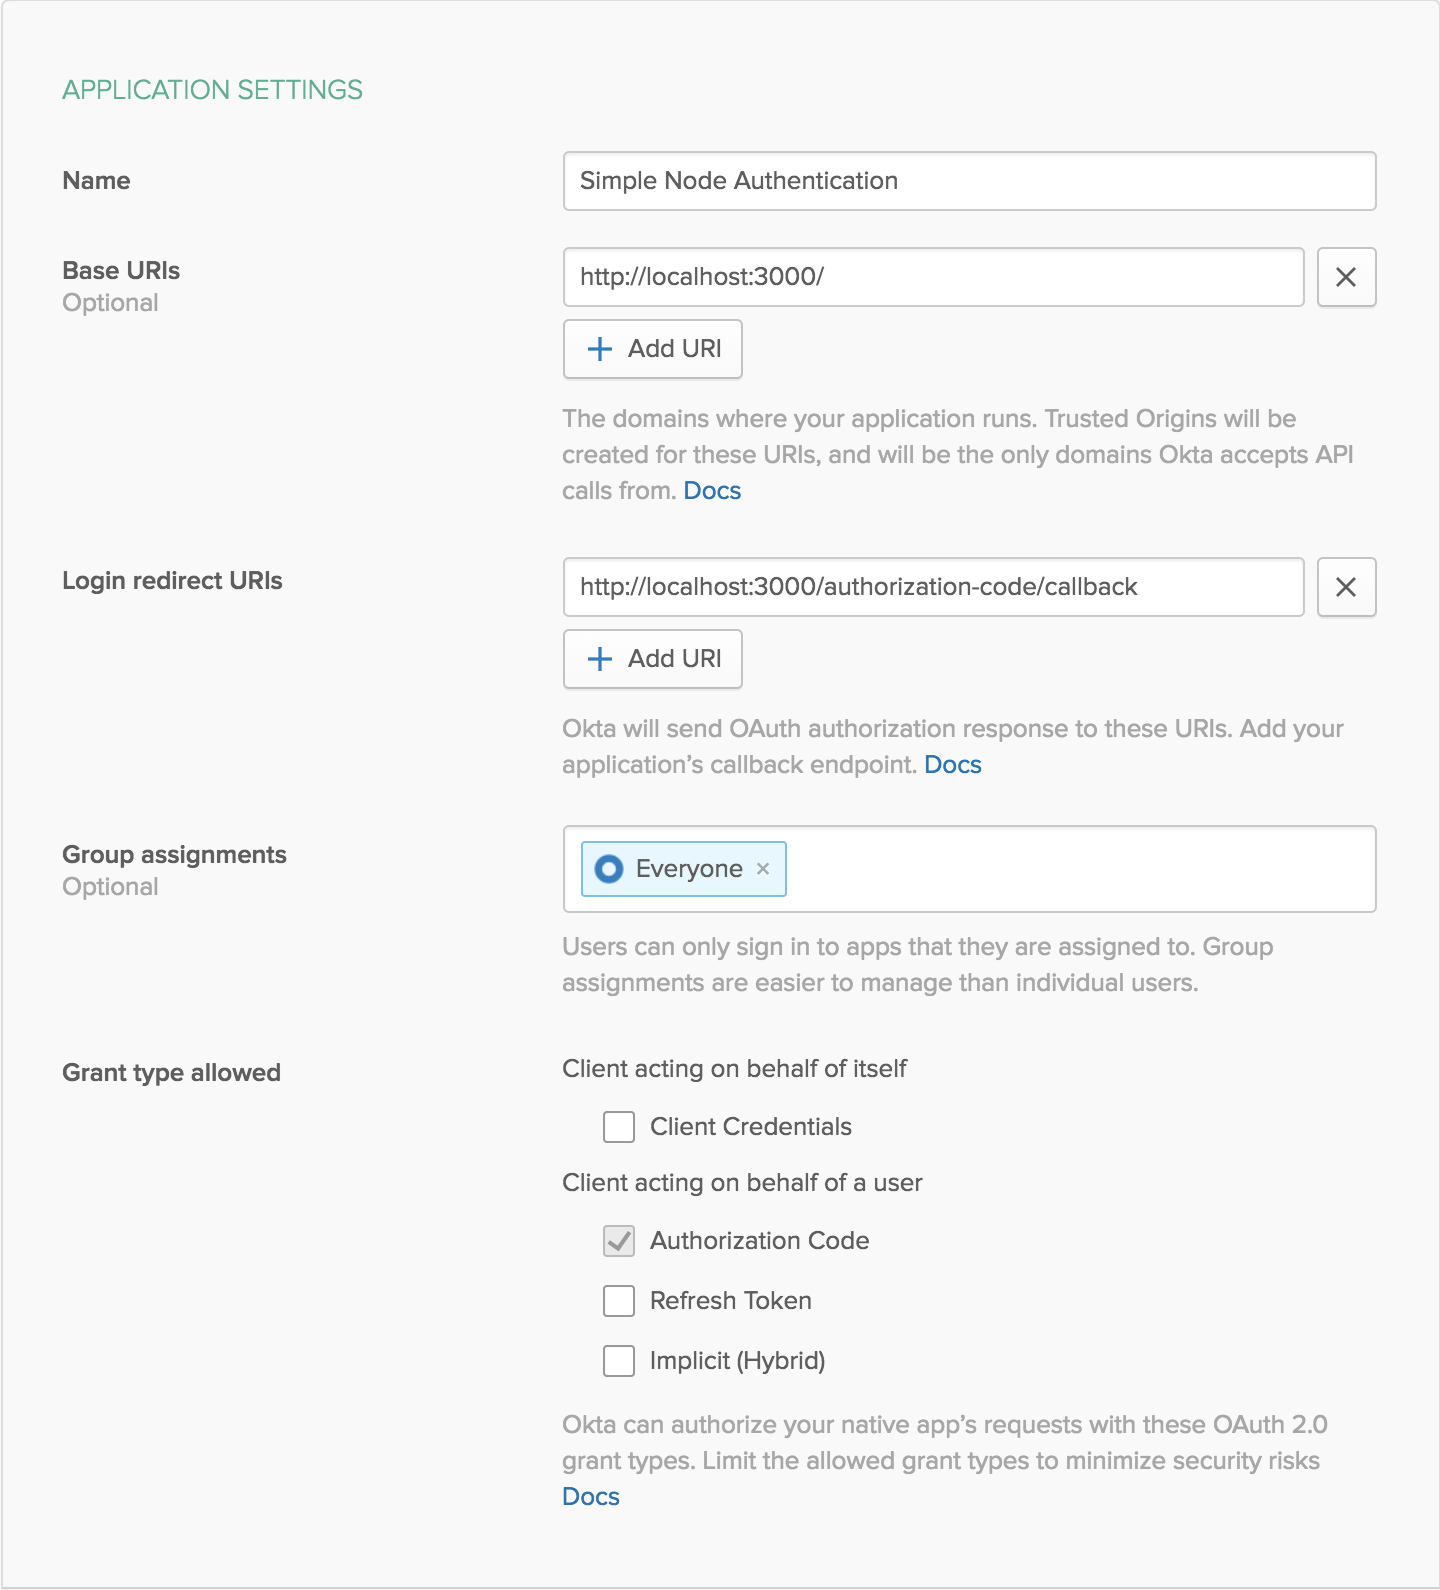 APPLICATION SETTINGS
Name
Simple Node Authentication
Base URIs
Optional
http://localhost:3000/
Add URI
The domains where your application runs. Trusted Origins will be
created for these URIs, and will be the only domains Okta accepts API
calls from. Docs
Login redirect URIs
http://localhost:3000/authorization-code/callback
Add URI
Okta will send OAuth authorization response to these URIs. Add your
application’s callback endpoint. Docs
Group assignments
Optional
Everyone
Users can only sign in to apps that they are assigned to. Group
assignments are easier to manage than individual users.
Grant type allowed
Client acting on behalf of itself
Client Credentials
Client acting on behalf of a user
Authorization Code
Refresh Token
Implicit (Hybrid)
Okta can authorize your native app’s requests with these OAuth 2.0
grant types. Limit the allowed grant types to minimize security risks
Docs